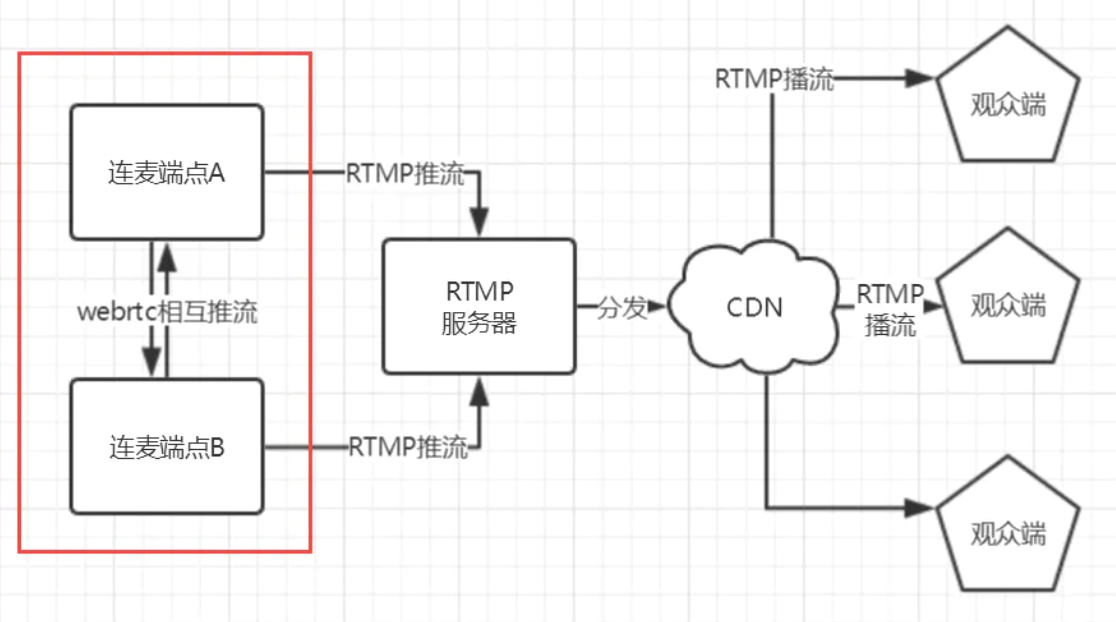 RTMP播流
观众端
连麦端点A
RTMP推流
webrtc相互推流
RTMP
服务器
分发
CDN
RTMP
播流
观众端
连麦端点B
RTMP推流
观众端